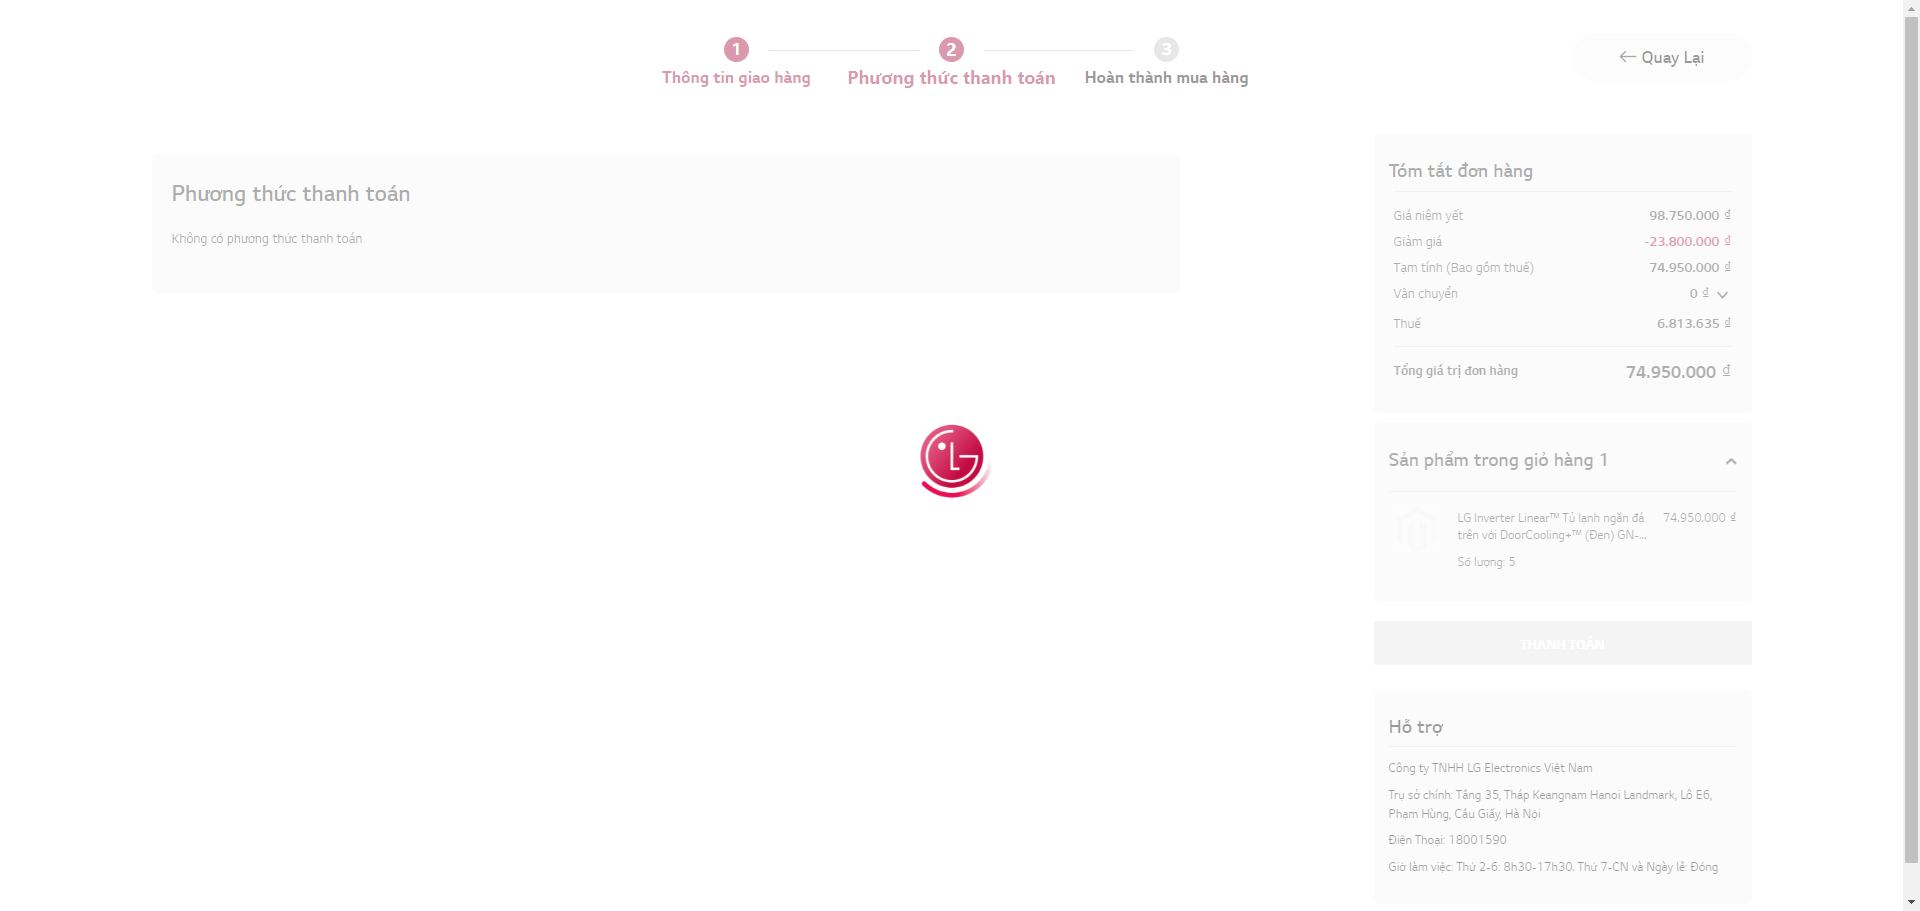 1
2
3
Thông tin giao hàng
Phương thức thanh toán
Hoàn thành mua hàng
Quay Lại
Phương thức thanh toán
Không có phương thức thanh toán
Tóm tắt đơn hàng
Giá niêm yết 98.750.000 ₫
Giảm giá -23.800.000 ₫
Tạm tính (Bao gồm thuế) 74.950.000 ₫
Vận chuyển 0 ₫
Thuế 6.813.635 ₫
Tổng giá trị đơn hàng 74.950.000 ₫
LG
Sản phẩm trong giỏ hàng 1
LG Inverter Linear™ Tủ lạnh ngăn đá 74.950.000 ₫
trên với DoorCooling+™ (Đen) GN-...
Số lượng: 5
THANH TOÁN
Hỗ trợ
Công ty TNHH LG Electronics Việt Nam
Trụ sở chính: Tầng 35, Tháp Keangnam Hanoi Landmark, Lô E6,
Phạm Hùng, Cầu Giấy, Hà Nội
Điện Thoại: 18001590
Giờ làm việc: Thứ 2-6: 8h30-17h30. Thứ 7-CN và Ngày lễ: Đóng